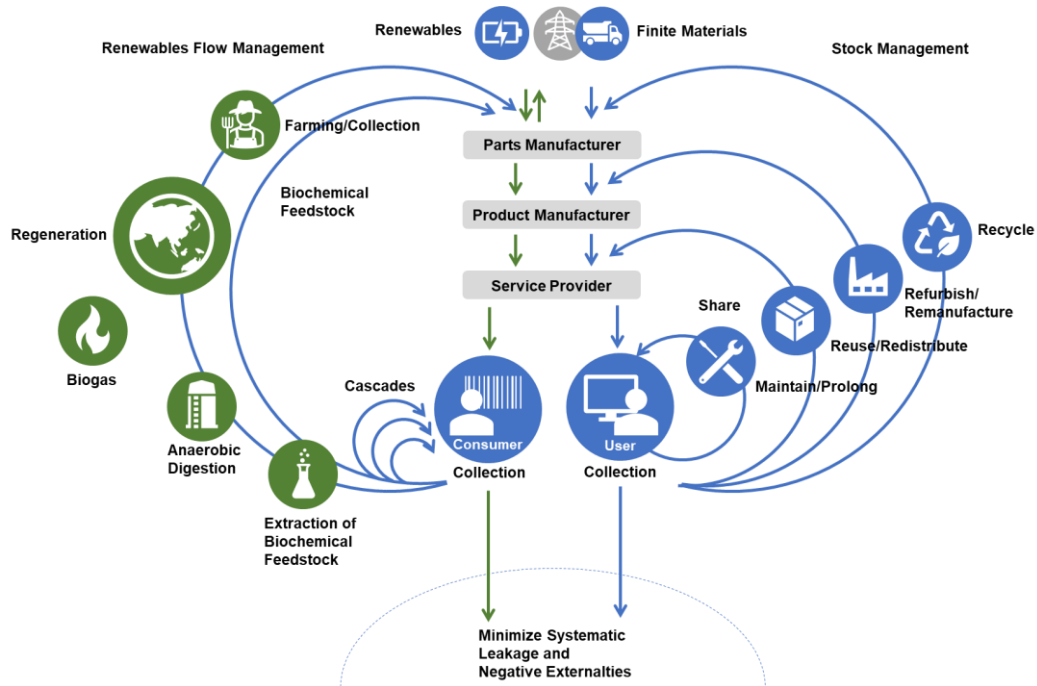 Renewables
Finite Materials
Renewables Flow Management
Stock Management
Farming/Collection
Parts Manufacturer
Biochemical
Feedstock
Product Manufacturer
Regeneration
Recycle
Service Provider
Share
Refurbish/
Remanufacture
Reuse/Redistribute
Biogas
Cascades
Maintain/Prolong
Consumer
User
Anaerobic
Digestion
Collection
Collection
Extraction of
Biochemical
Feedstock
Minimize Systematic
Leakage and
Negative Externalties